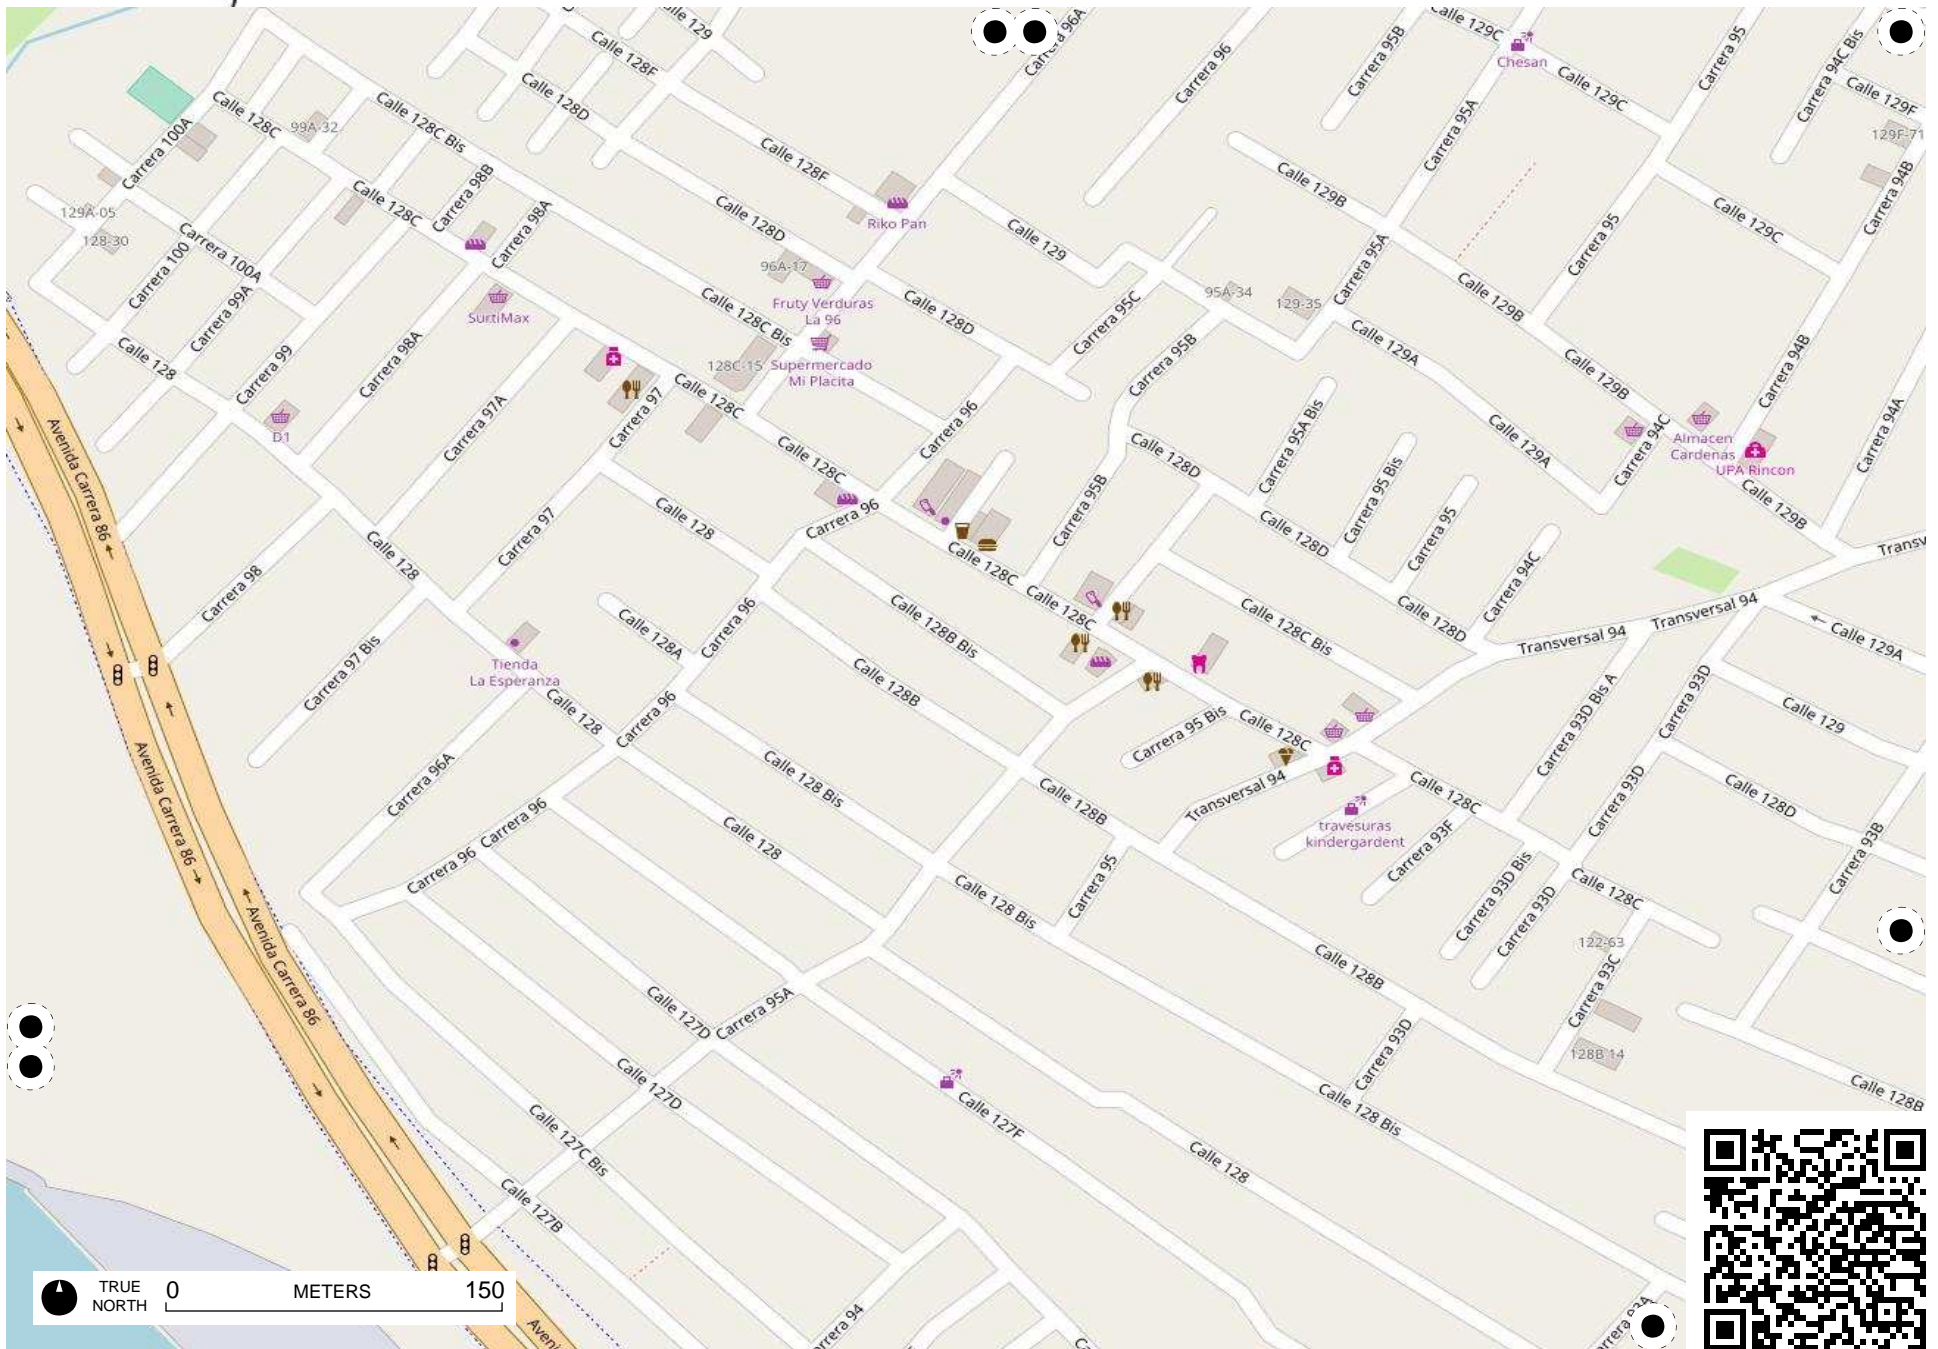 Calle 129
Carrera 96A
Calle 129C
Calle 128F
Carrera 95B
Chesan
Carrera 95
Carrera 94C Bis
Calle 129C
Calle 129F
Carrera 96
Calle 128D
Calle 128C
99A-32
Calle 128C Bis
Carrera 95A
129F-71
Carrera 100A
Calle 128F
Calle 129B
Carrera 94B
Calle 128C
Carrera 98B
Calle 128D
Riko Pan
Calle 129C
129A-05
128-30
Carrera 98A
Calle 129
Carrera 95
Carrera 100A
Carrera 100
96A-17
Carrera 95A
Calle 129B
Fruty Verduras
La 96
95A-34
129-35
SurtiMax
Carrera 99A
Calle 128C Bis
Calle 128D
Carrera 95C
Calle 129A
Carrera 94B
Calle 128
Carrera 99
Carrera 98A
128C-15
Supermercado
Mi Placita
Carrera 95B
Calle 129B
Calle 128C
Carrera 97
Carrera 97A
D1
Carrera 96
Carrera 95A Bis
Calle 129A
Carrera 94C
Almacen
Cardenas
UPA Rincon
Carrera 94A
Avenida Carrera 86
Calle 128C
Calle 128D
Carrera 95 Bis
Calle 129B
Calle 128
Carrera 96
Carrera 95B
Calle 128D
Carrera 95
Transv
Carrera 97
Calle 128
Calle 128C
Carrera 94C
Carrera 98
Calle 128C
Calle 128D
Transversal 94
Calle 129A
Calle 128A
Carrera 96
Calle 128B Bis
Calle 128C Bis
Transversal 94
Tienda
La Esperanza
Carrera 97 Bis
Calle 128B
Carrera 93D
Calle 128
Carrera 96
Carrera 95 Bis
Calle 128C
Carrera 93D Bis A
Calle 129
Avenida Carrera 86
Carrera 96A
Calle 128 Bis
Calle 128B
Transversal 94
Calle 128C
Carrera 93D
Calle 128D
travesuras
kindergardent
Carrera 96
Carrera 96
Calle 128
Carrera 93F
Carrera 93B
Carrera 95
Calle 128 Bis
Carrera 93D Bis
Carrera 93D
Calle 128C
122-63
Avenida Carrera 86
Calle 128B
Carrera 93C
Calle 127D
Carrera 95A
128B 14
Carrera 93D
Calle 127D
Calle 127F
Calle 128 Bis
Calle 128B
Calle 127C Bis
Calle 128
Calle 127B
TRUE
NORTH
0
METERS
150
Aveni
rrera 94
Ca
rrera 93A